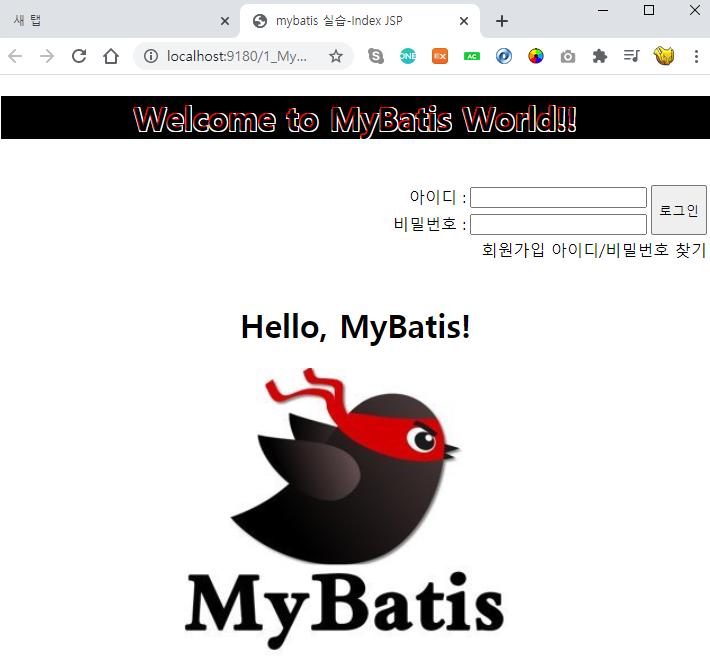 새 탭
mybatis 실습-Index JSP
localhost:9180/1_My...
ONE
EX
AC
Welcome to MyBatis World!!
아이디 :
로그인
비밀번호 :
회원가입 아이디/비밀번호 찾기
Hello, MyBatis!
MyBatis